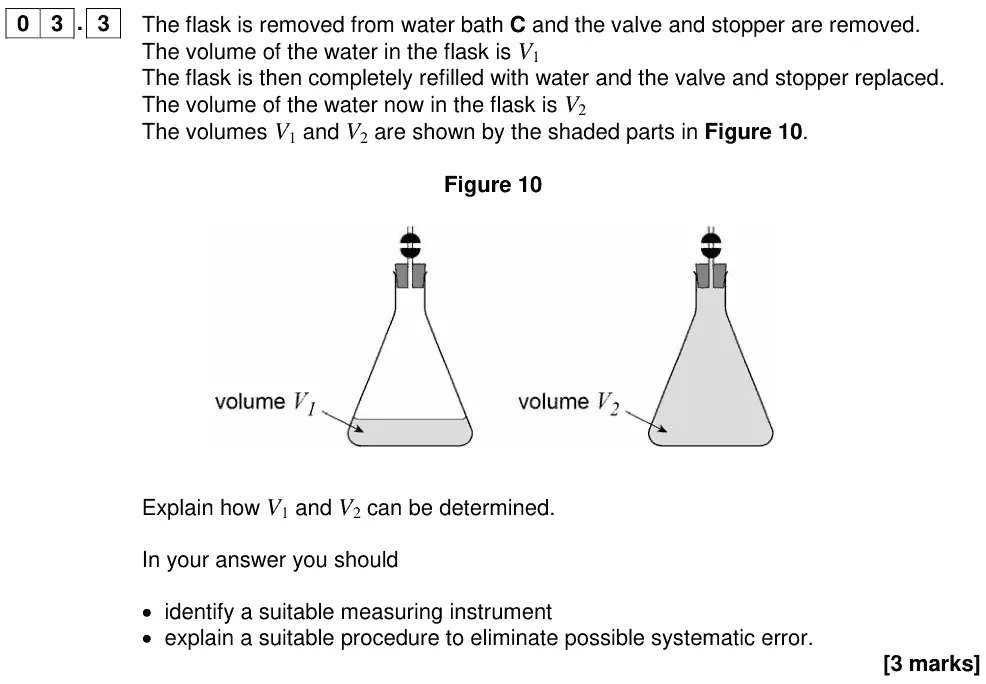 0 3 . 3 The flask is removed from water bath C and the valve and stopper are removed.
The volume of the water in the flask is V₁
The flask is then completely refilled with water and the valve and stopper replaced.
The volume of the water now in the flask is V₂
The volumes V₁ and V₂ are shown by the shaded parts in Figure 10.
Figure 10
volume V₁ volume V₂
Explain how V₁ and V₂ can be determined.
In your answer you should
• identify a suitable measuring instrument
• explain a suitable procedure to eliminate possible systematic error.
[3 marks]